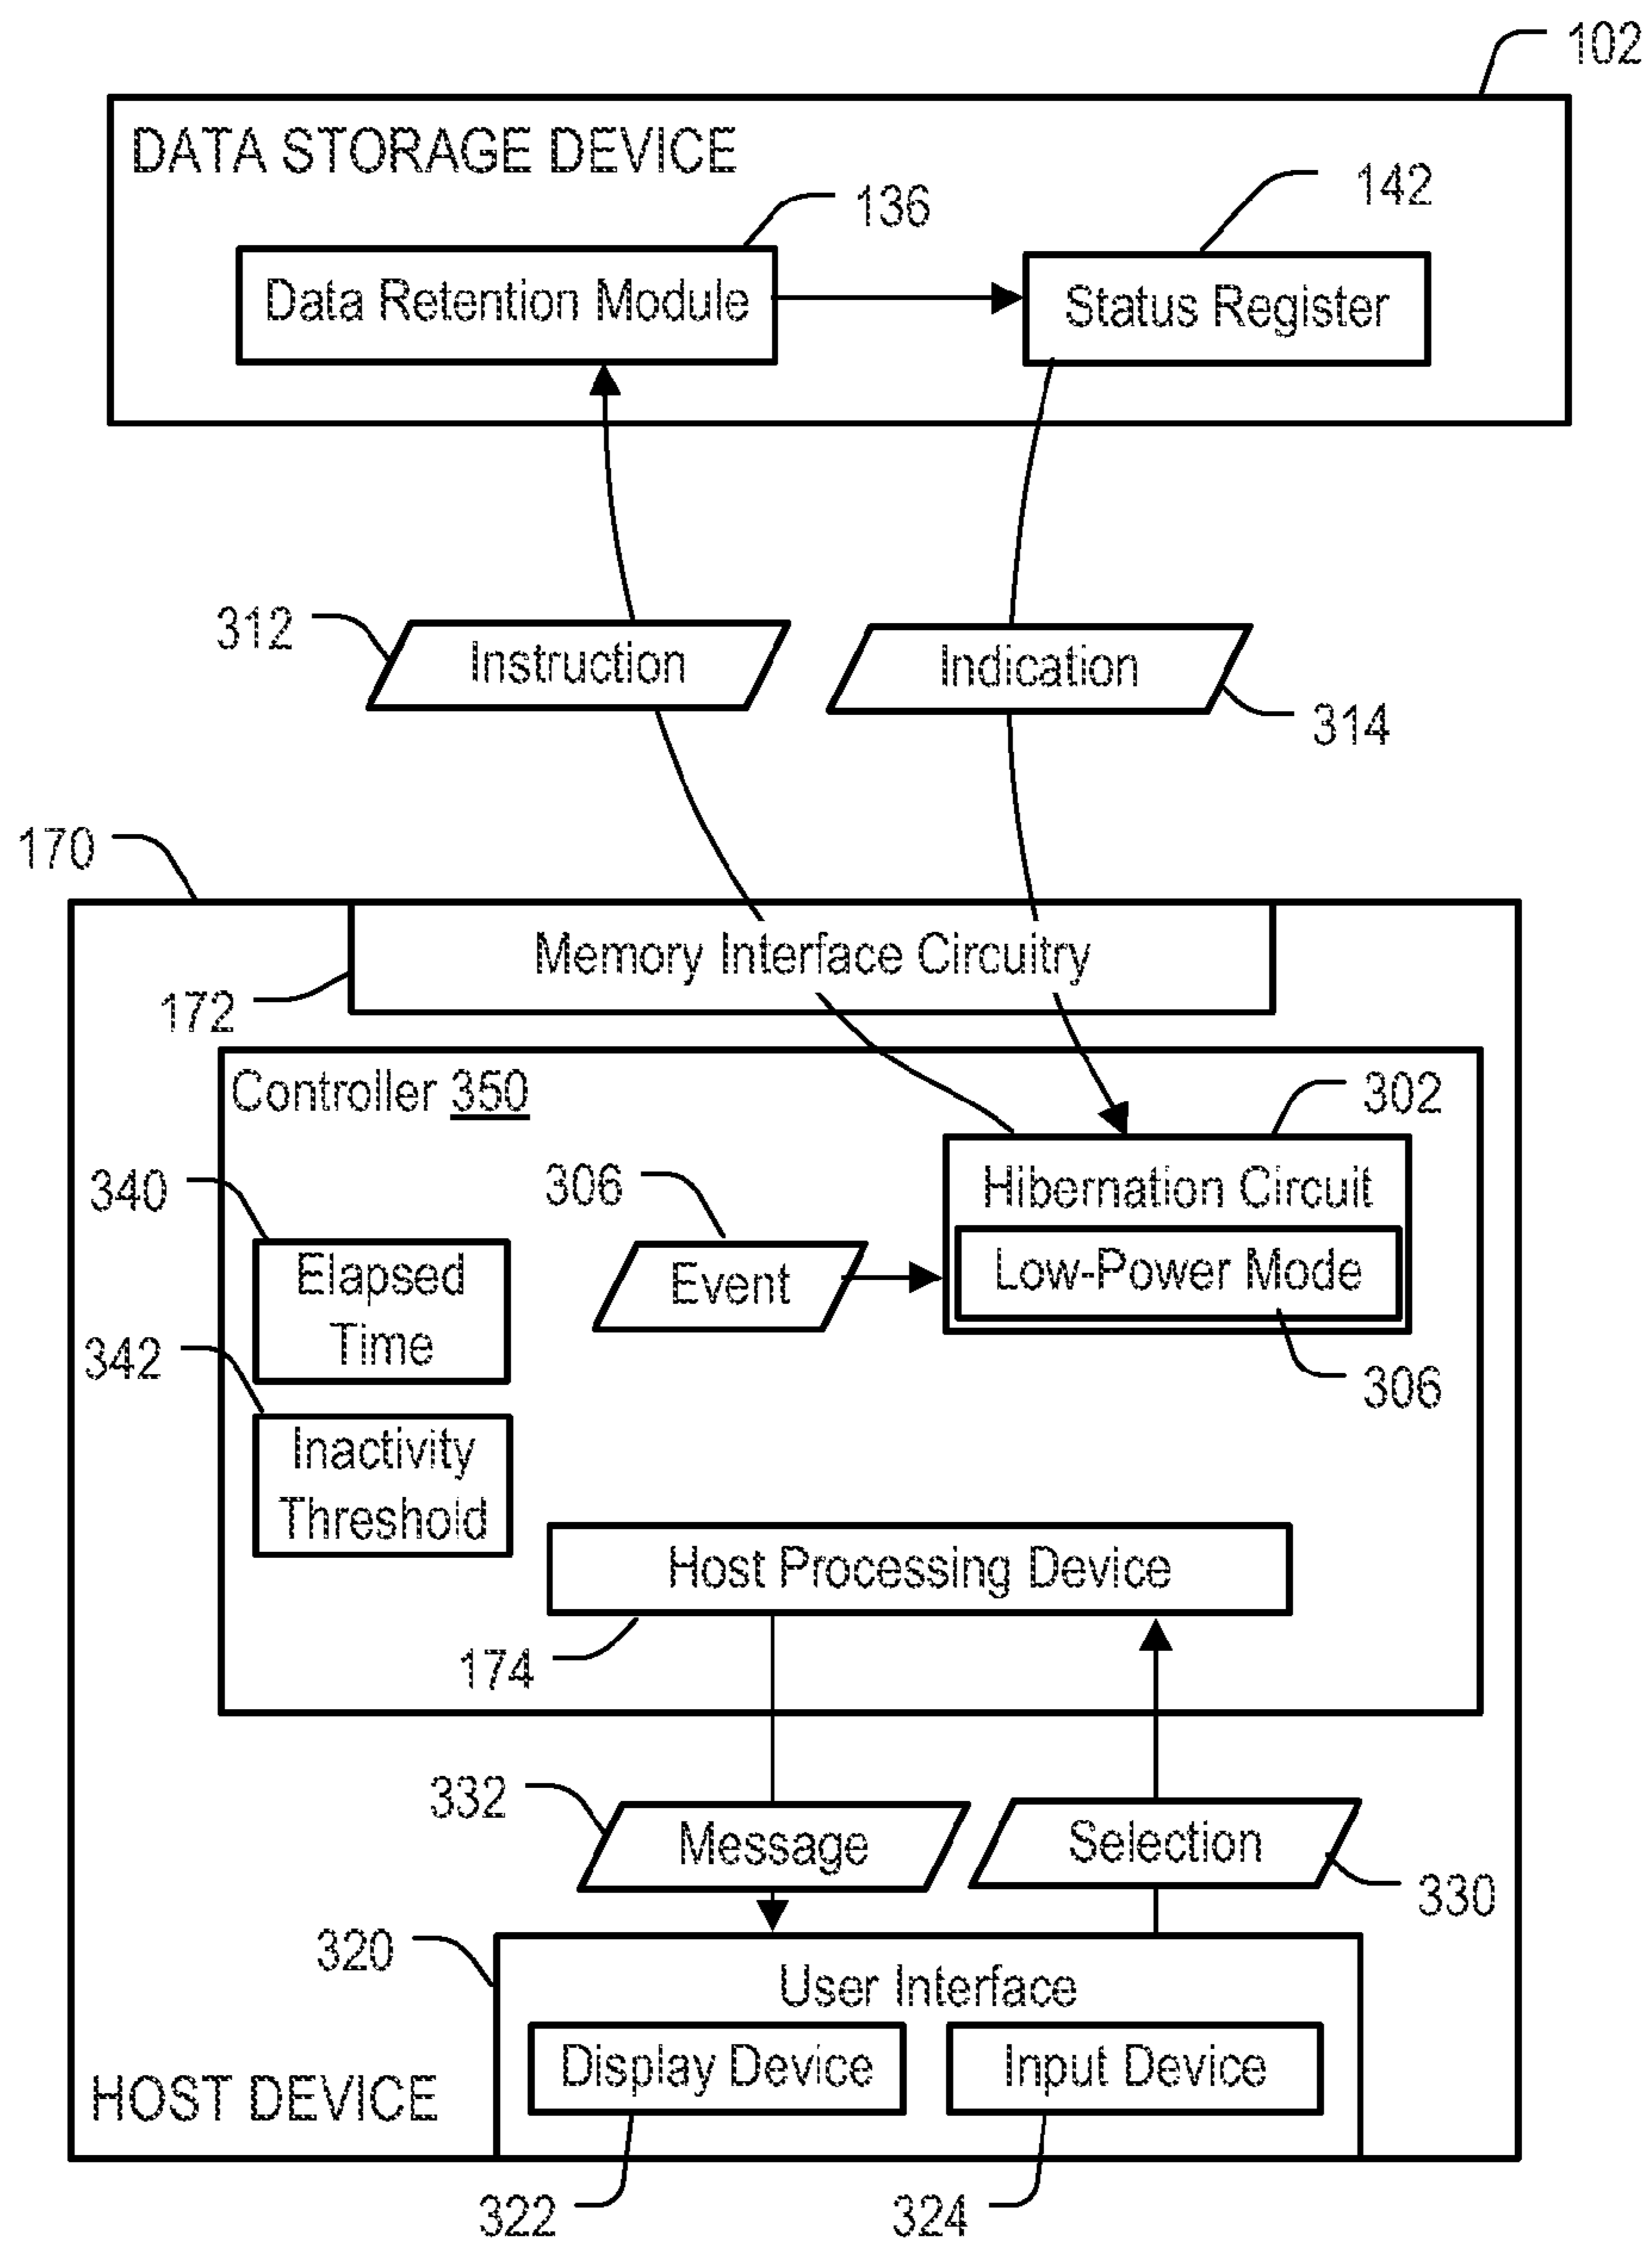 102
DATA STORAGE DEVICE
136
142
Data Retention Module
Status Register
312
Instruction
Indication
314
170
Memory Interface Circuitry
172
Controller 350
302
340
306
Hibernation Circuit
Elapsed
Time
Event
Low-Power Mode
342
306
Inactivity
Threshold
Host Processing Device
174
332
Message
Selection
330
320
User Interface
Display Device
Input Device
HOST DEVICE
322
324